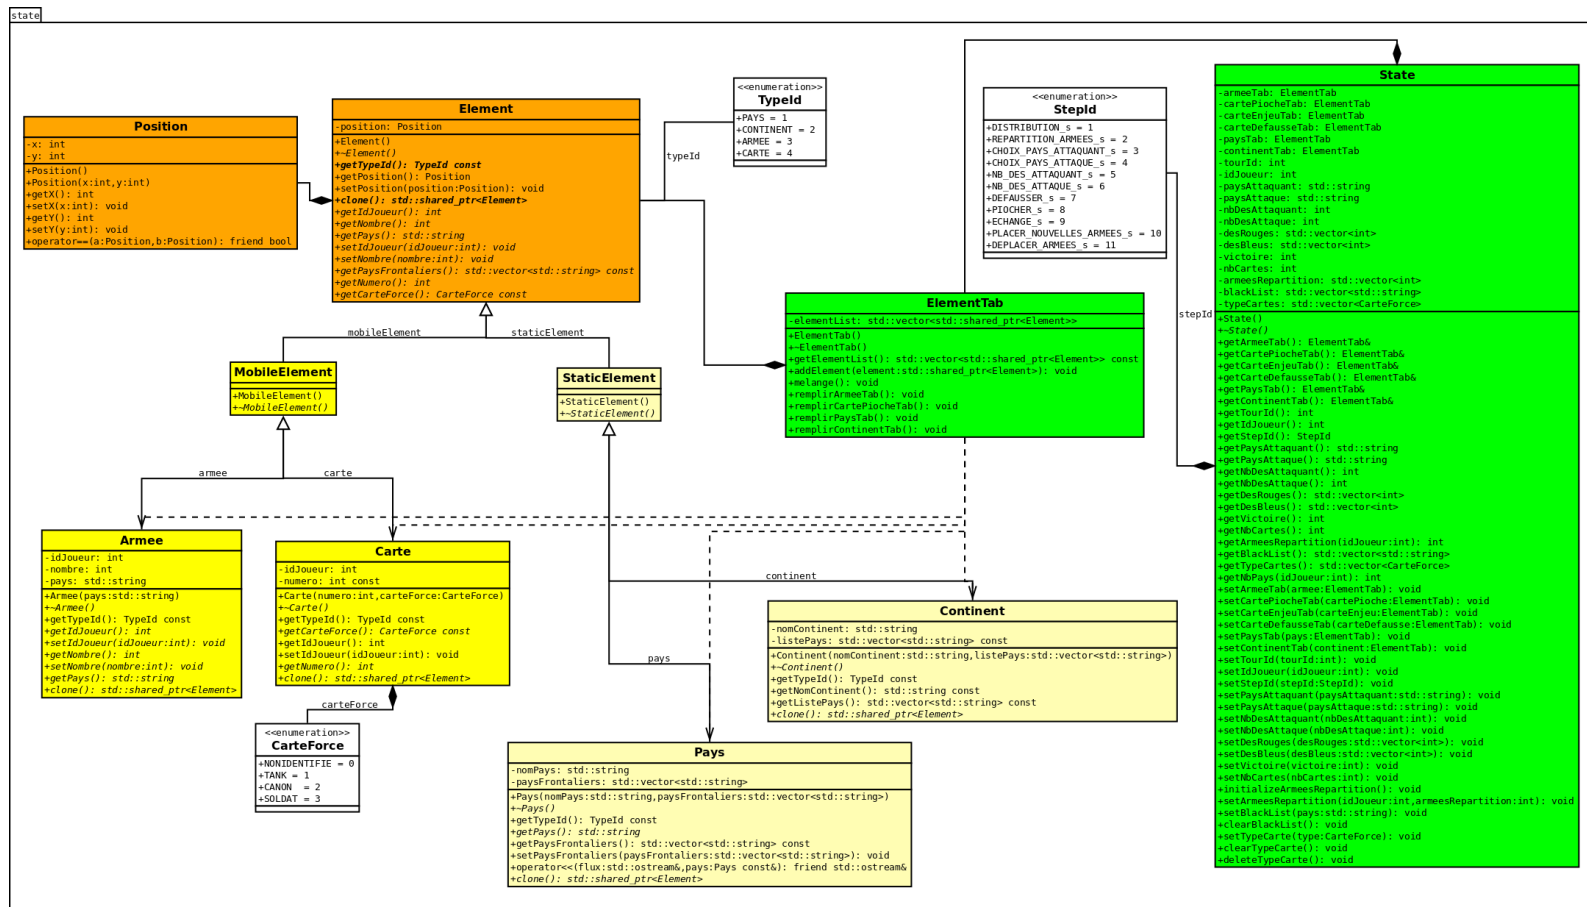 state
Position
-x: int
-y: int
+Position()
+Position(x:int,y:int)
+getX(): int
+setX(x:int): void
+getY(): int
+setY(y:int): void
+operator==(a:Position,b:Position): friend bool
Element
-position: Position
+Element()
+~Element()
+getTypeId(): TypeId const
+getPosition(): Position
+setPosition(position:Position): void
+clone(): std::shared_ptr<Element>
+getIdJoueur(): int
+getNombre(): int
+getPays(): std::string
+setIdJoueur(idJoueur:int): void
+setNombre(nombre:int): void
+getPaysFrontaliers(): std::vector<std::string> const
+getNumero(): int
+getCarteForce(): CarteForce const
<<enumeration>>
TypeId
+PAYS = 1
+CONTINENT = 2
+ARMEE = 3
+CARTE = 4
typeId
<<enumeration>>
StepId
+DISTRIBUTION_s = 1
+REPARTITION_ARMEES_s = 2
+CHOIX_PAYS_ATTAQUANT_s = 3
+CHOIX_PAYS_ATTAQUE_s = 4
+NB_DES_ATTAQUANT_s = 5
+NB_DES_ATTAQUE_s = 6
+DEFAUSSER_s = 7
+PIOCHER_s = 8
+ECHANGE_s = 9
+PLACER_NOUVELLES_ARMEES_s = 10
+DEPLACER_ARMEES_s = 11
stepId
State
-armeeTab: ElementTab
-cartePiocheTab: ElementTab
-carteEnjeuTab: ElementTab
-carteDefausseTab: ElementTab
-paysTab: ElementTab
-continentTab: ElementTab
-tourId: int
-idJoueur: int
-paysAttaquant: std::string
-paysAttaque: std::string
-nbDesAttaquant: int
-nbDesAttaque: int
-desRouges: std::vector<int>
-desBleus: std::vector<int>
-victoire: int
-nbCartes: int
-armeesRepartition: std::vector<int>
-blackList: std::vector<std::string>
-typeCartes: std::vector<CarteForce>
+State()
+~State()
+getArmeeTab(): ElementTab&
+getCartePiocheTab(): ElementTab&
+getCarteEnjeuTab(): ElementTab&
+getCarteDefausseTab(): ElementTab&
+getPaysTab(): ElementTab&
+getContinentTab(): ElementTab&
+getTourId(): int
+getIdJoueur(): int
+getStepId(): StepId
+getPaysAttaquant(): std::string
+getPaysAttaque(): std::string
+getNbDesAttaquant(): int
+getNbDesAttaque(): int
+getDesRouges(): std::vector<int>
+getDesBleus(): std::vector<int>
+getVictoire(): int
+getNbCartes(): int
+getArmeesRepartition(idJoueur:int): int
+getBlackList(): std::vector<std::string>
+getTypeCartes(): std::vector<CarteForce>
+getNbPays(idJoueur:int): int
+setArmeeTab(armee:ElementTab): void
+setCartePiocheTab(cartePioche:ElementTab): void
+setCarteEnjeuTab(carteEnjeu:ElementTab): void
+setCarteDefausseTab(carteDefausse:ElementTab): void
+setPaysTab(pays:ElementTab): void
+setContinentTab(continent:ElementTab): void
+setTourId(tourId:int): void
+setIdJoueur(idJoueur:int): void
+setStepId(stepId:StepId): void
+setPaysAttaquant(paysAttaquant:std::string): void
+setPaysAttaque(paysAttaque:std::string): void
+setNbDesAttaquant(nbDesAttaquant:int): void
+setNbDesAttaque(nbDesAttaque:int): void
+setDesRouges(desRouges:std::vector<int>): void
+setDesBleus(desBleus:std::vector<int>): void
+setVictoire(victoire:int): void
+setNbCartes(nbCartes:int): void
+initializeArmeesRepartition(): void
+setArmeesRepartition(idJoueur:int,armeesRepartition:int): void
+setBlackList(pays:std::string): void
+clearBlackList(): void
+setTypeCarte(type:CarteForce): void
+clearTypeCarte(): void
+deleteTypeCarte(): void
ElementTab
-elementList: std::vector<std::shared_ptr<Element>>
+ElementTab()
+~ElementTab()
+getElementList(): std::vector<std::shared_ptr<Element>> const
+addElement(element:std::shared_ptr<Element>): void
+melange(): void
+remplirArmeeTab(): void
+remplirCartePiocheTab(): void
+remplirPaysTab(): void
+remplirContinentTab(): void
mobileElement
staticElement
MobileElement
+MobileElement()
+~MobileElement()
StaticElement
+StaticElement()
+~StaticElement()
armee
carte
Armee
-idJoueur: int
-nombre: int
-pays: std::string
+Armee(pays:std::string)
+~Armee()
+getTypeId(): TypeId const
+getIdJoueur(): int
+setIdJoueur(idJoueur:int): void
+getNombre(): int
+setNombre(nombre:int): void
+getPays(): std::string
+clone(): std::shared_ptr<Element>
Carte
-idJoueur: int
-numero: int const
+Carte(numero:int,carteForce:CarteForce)
+~Carte()
+getTypeId(): TypeId const
+getCarteForce(): CarteForce const
+getIdJoueur(): int
+setIdJoueur(idJoueur:int): void
+getNumero(): int
+clone(): std::shared_ptr<Element>
carteForce
<<enumeration>>
CarteForce
+NONIDENTIFIE = 0
+TANK = 1
+CANON  = 2
+SOLDAT = 3
continent
Continent
-nomContinent: std::string
-listePays: std::vector<std::string> const
+Continent(nomContinent:std::string,listePays:std::vector<std::string>)
+~Continent()
+getTypeId(): TypeId const
+getNomContinent(): std::string const
+getListePays(): std::vector<std::string> const
+clone(): std::shared_ptr<Element>
pays
Pays
-nomPays: std::string
-paysFrontaliers: std::vector<std::string>
+Pays(nomPays:std::string,paysFrontaliers:std::vector<std::string>)
+~Pays()
+getTypeId(): TypeId const
+getPays(): std::string
+getPaysFrontaliers(): std::vector<std::string> const
+setPaysFrontaliers(paysFrontaliers:std::vector<std::string>): void
+operator<<(flux:std::ostream&,pays:Pays const&): friend std::ostream&
+clone(): std::shared_ptr<Element>